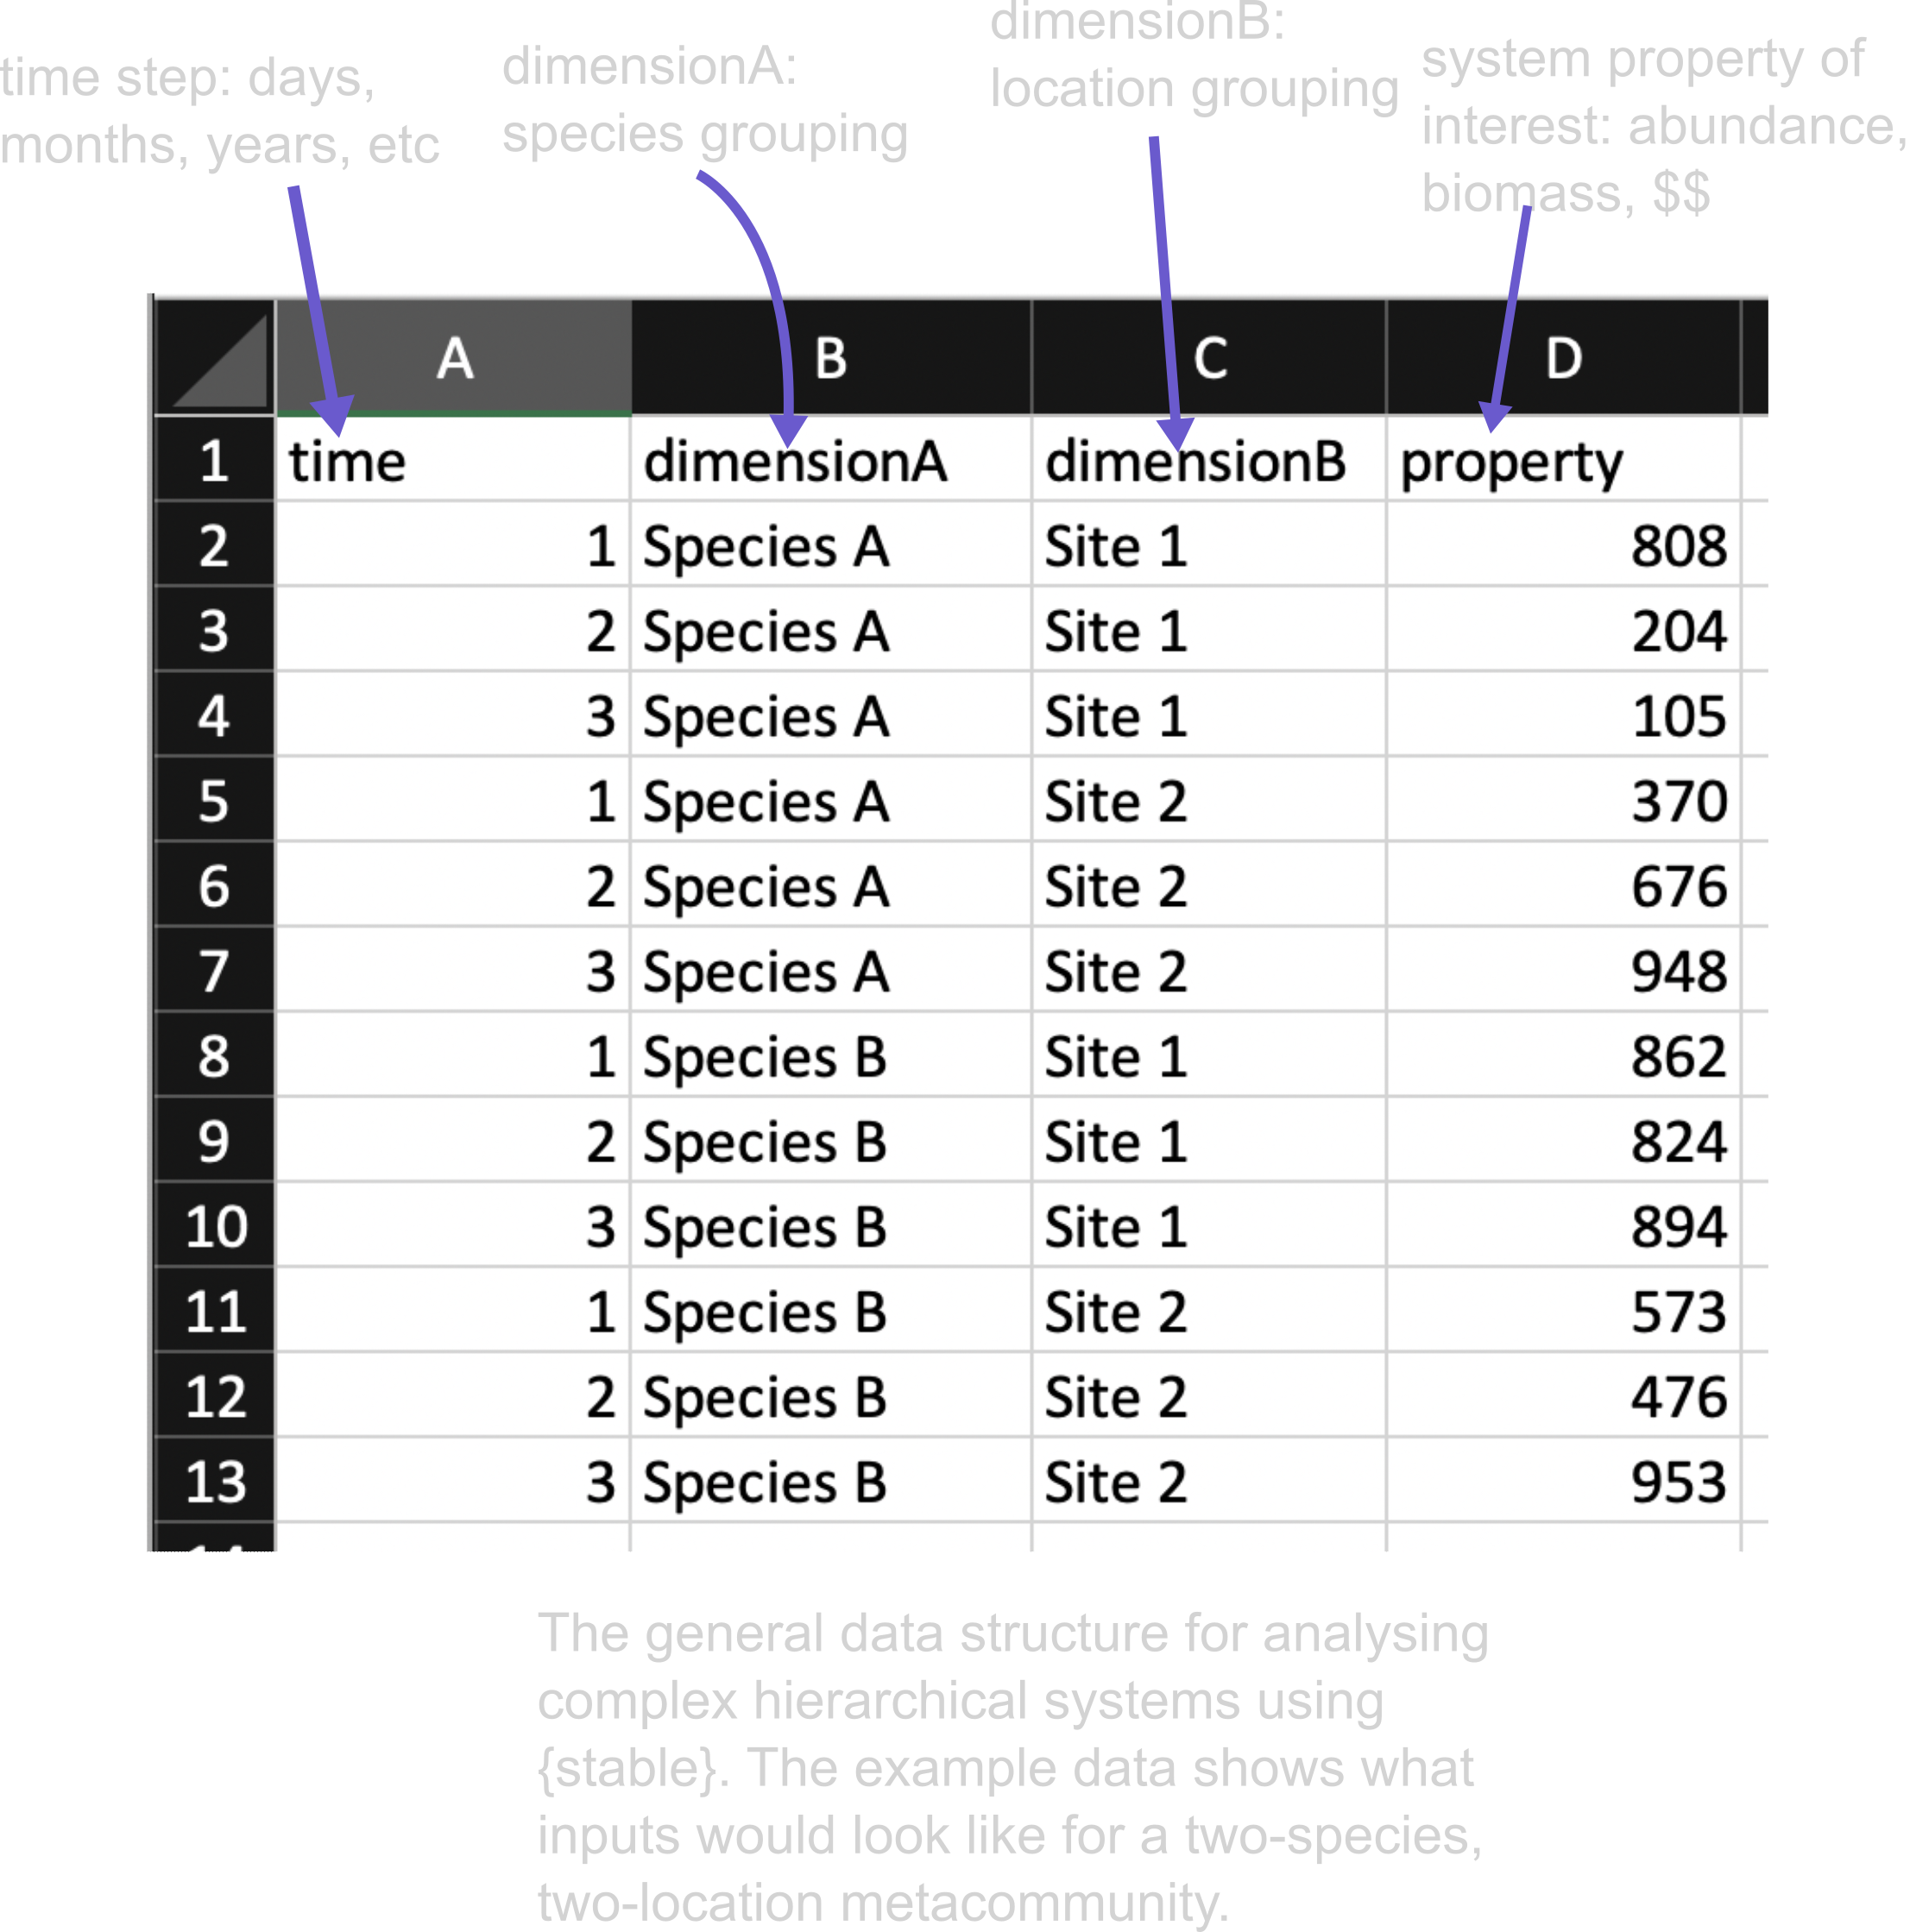 time step: days,
months, years, etc
dimensionA:
species grouping
dimensionB:
location grouping
system property of
interest: abundance,
biomass, $$
A B C D
1 time dimensionA dimensionB property
2 1 Species A Site 1 808
3 2 Species A Site 1 204
4 3 Species A Site 1 105
5 1 Species A Site 2 370
6 2 Species A Site 2 676
7 3 Species A Site 2 948
8 1 Species B Site 1 862
9 2 Species B Site 1 824
10 3 Species B Site 1 894
11 1 Species B Site 2 573
12 2 Species B Site 2 476
13 3 Species B Site 2 953
The general data structure for analysing
complex hierarchical systems using
{stable}. The example data shows what
inputs would look like for a two-species,
two-location metacommunity.